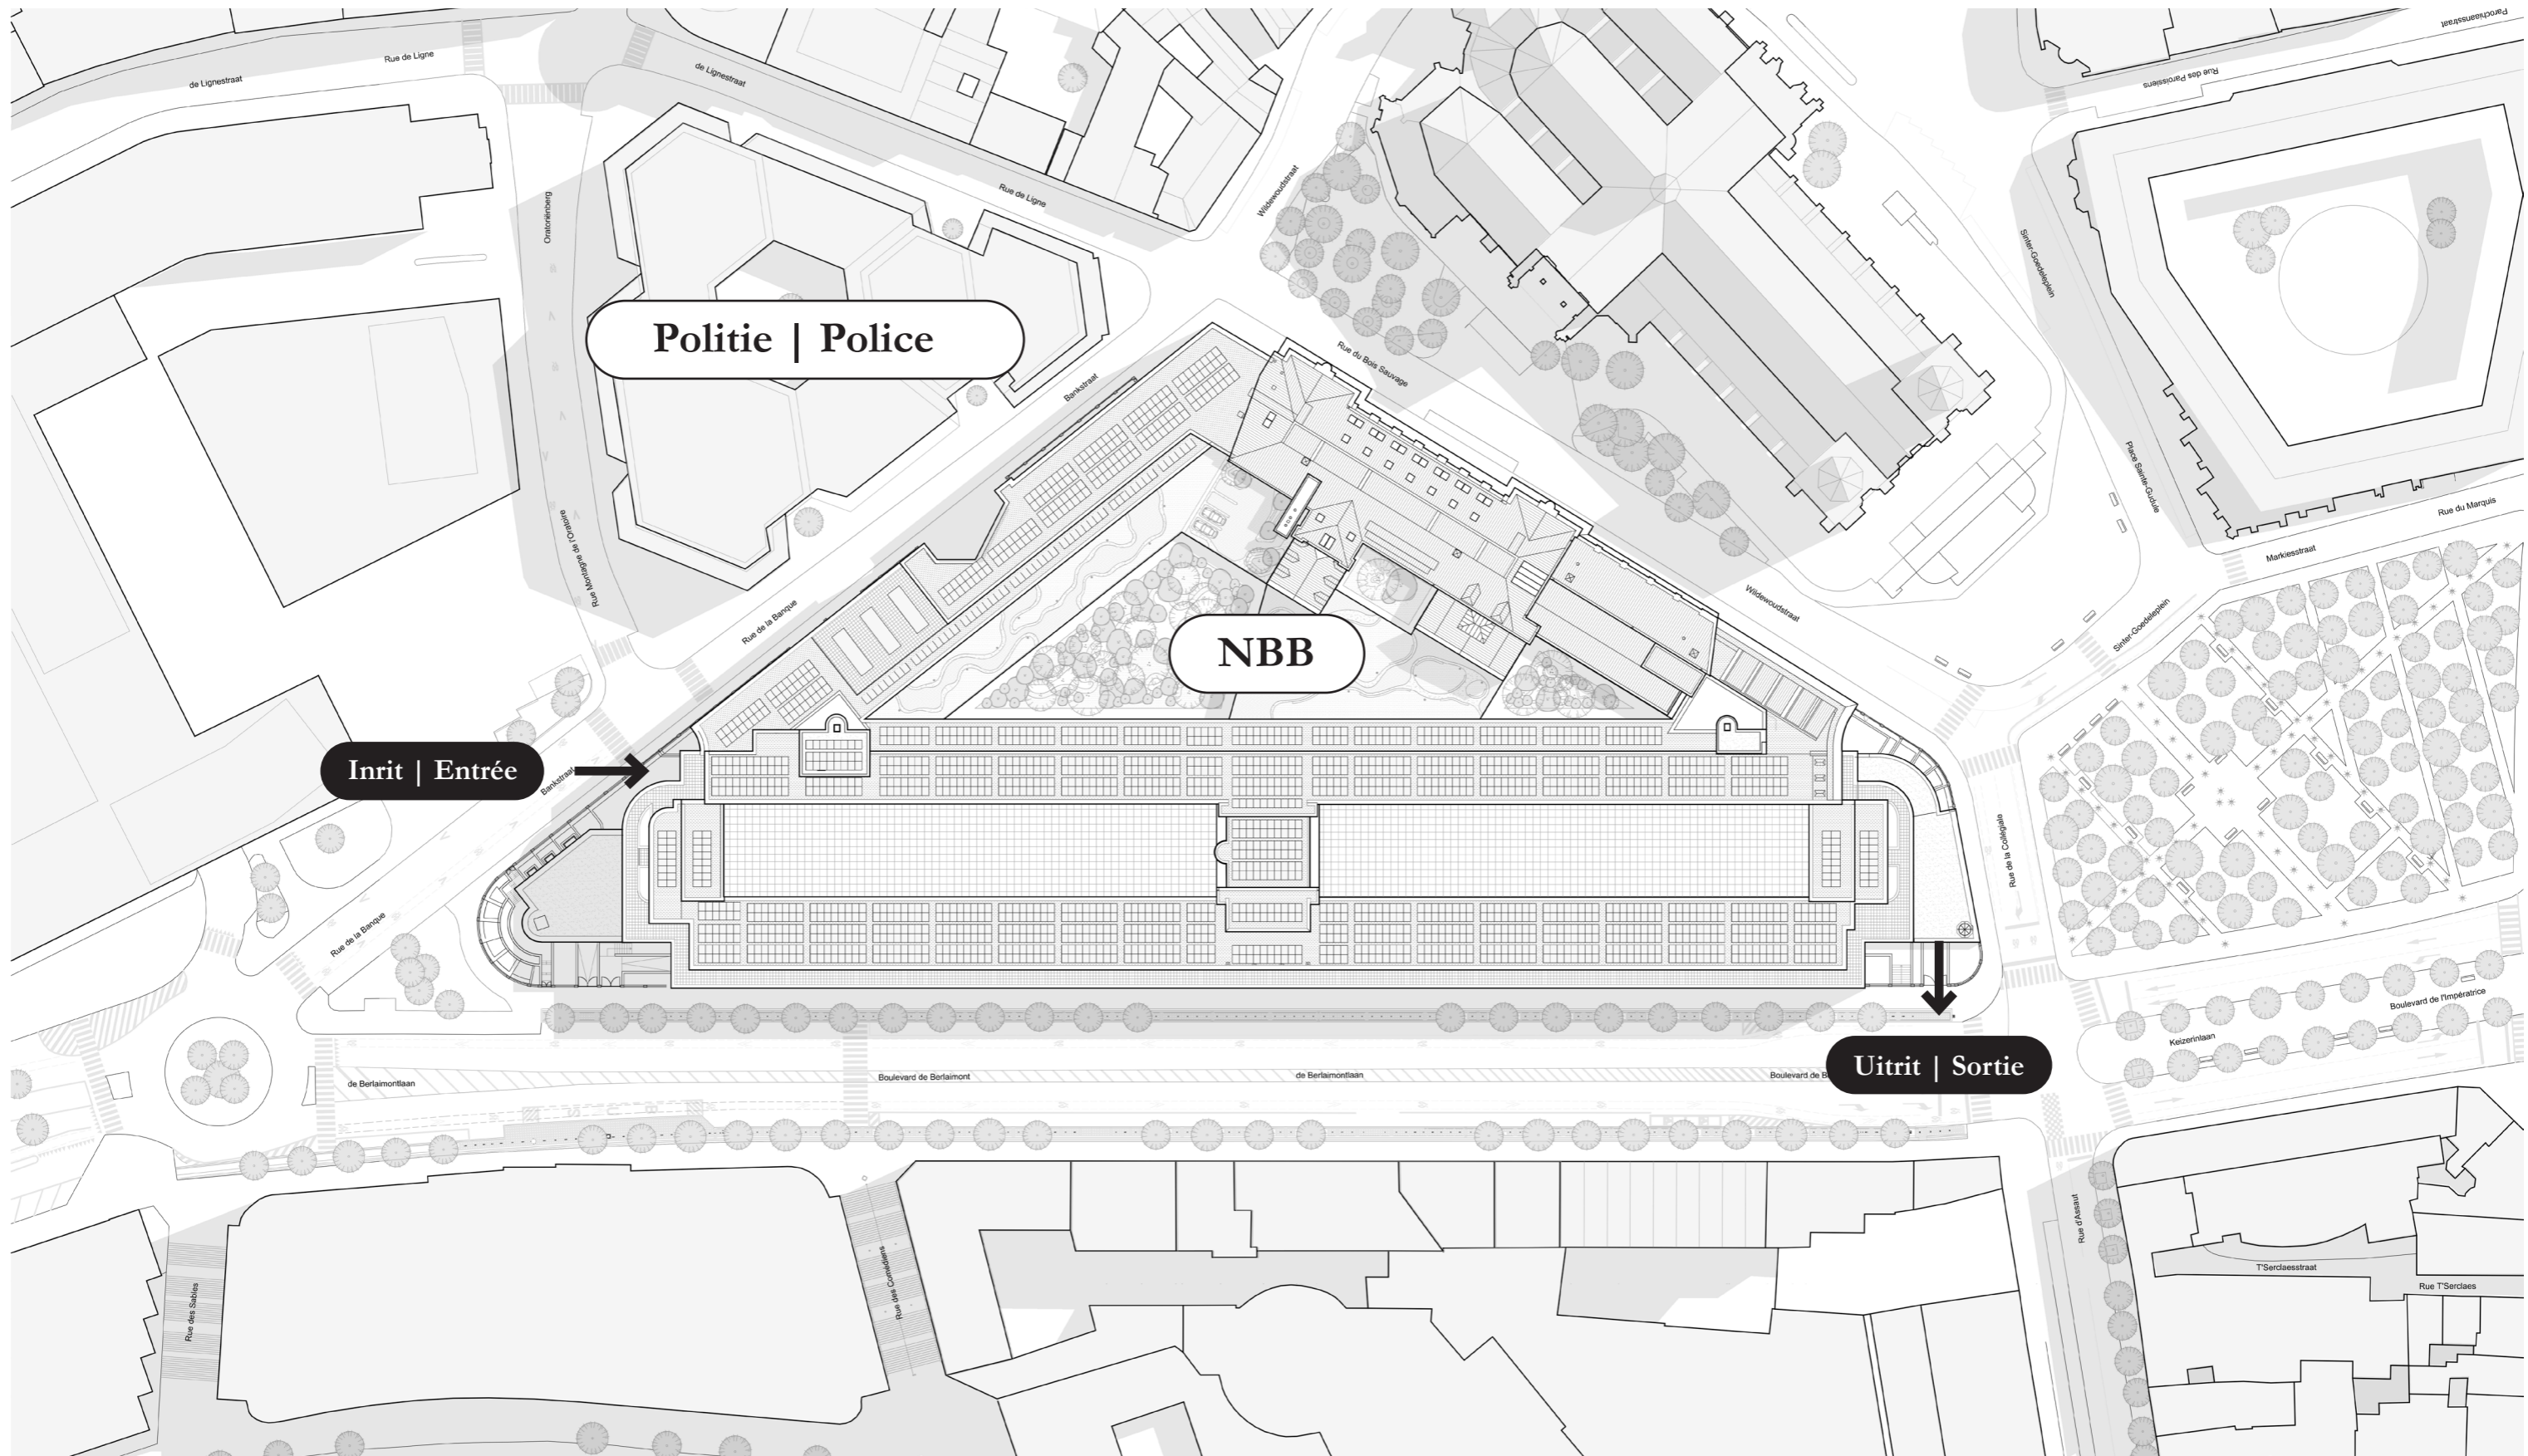 Parochiaansstraat
Rue de Ligne
de Lignestraat
de Lignestraat
Rue des Paroissiens
Rue de Ligne
Oratoriënberg
Wildewoudstraat
Sinter-Goedeleplein
Politie | Police
Bankstraat
Rue du Bois Sauvage
Place Sainte-Gudule
Rue du Marquis
Markiesstraat
Rue Montagne de l'Oratoire
Rue de la Banque
Wildewoudstraat
Sinter-Goedeleplein
NBB
Inrit | Entrée
Bankstraat
Rue de la Collégiale
Rue de la Banque
Boulevard de l'Impératrice
Keizerinlaan
Uitrit | Sortie
de Berlaimontlaan
Boulevard de Berlaimont
de Berlaimontlaan
Boulevard de B
Rue d'Assaut
Rue des Sables
Rue des Comédiens
T'Serclaesstraat
Rue T'Serclaes